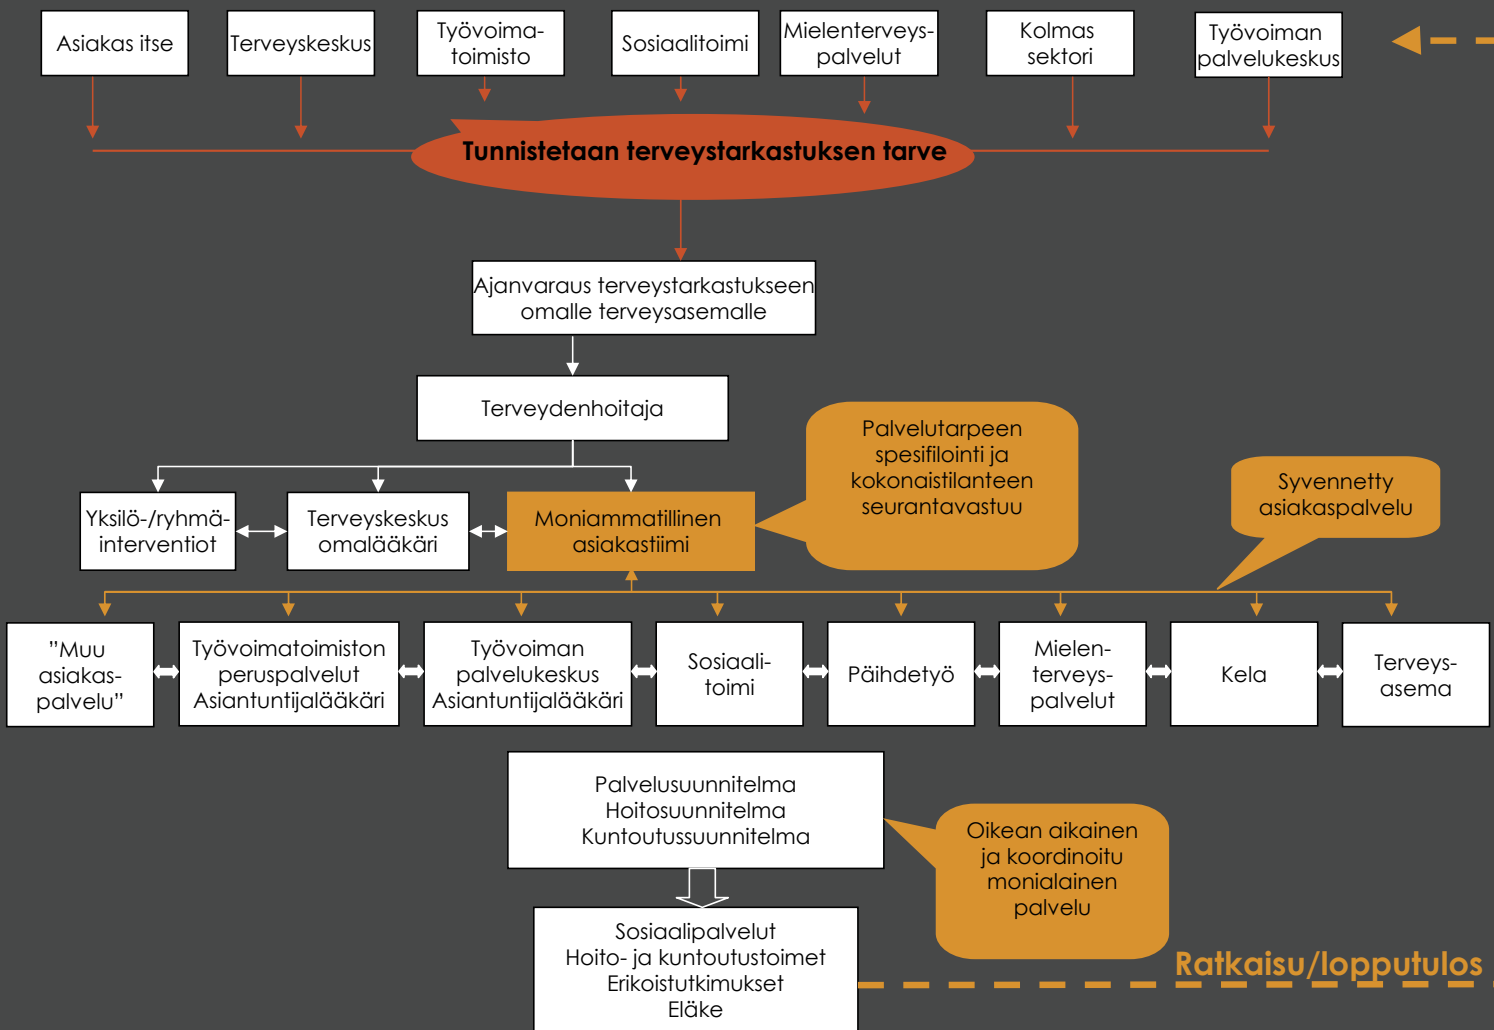 Asiakas itse
Terveyskeskus
Työvoima-
toimisto
Sosiaalitoimi
Mielenterveys-
palvelut
Kolmas
sektori
Työvoiman
palvelukeskus
Tunnistetaan terveystarkastuksen tarve
Ajanvaraus terveystarkastukseen
omalle terveysasemalle
Terveydenhoitaja
Palvelutarpeen
spesifilointi ja
kokonaistilanteen
seurantavastuu
Syvennetty
asiakaspalvelu
Yksilö-/ryhmä-
interventiot
Terveyskeskus
omalääkäri
Moniammatillinen
asiakastiimi
”Muu
asiakas-
palvelu”
Työvoimatoimiston
peruspalvelut
Asiantuntijalääkäri
Työvoiman
palvelukeskus
Asiantuntijalääkäri
Sosiaali-
toimi
Päihdetyö
Mielen-
terveys-
palvelut
Kela
Terveys-
asema
Palvelusuunnitelma
Hoitosuunnitelma
Kuntoutussuunnitelma
Oikean aikainen
ja koordinoitu
monialainen
palvelu
Sosiaalipalvelut
Hoito- ja kuntoutustoimet
Erikoistutkimukset
Eläke
Ratkaisu/lopputulos